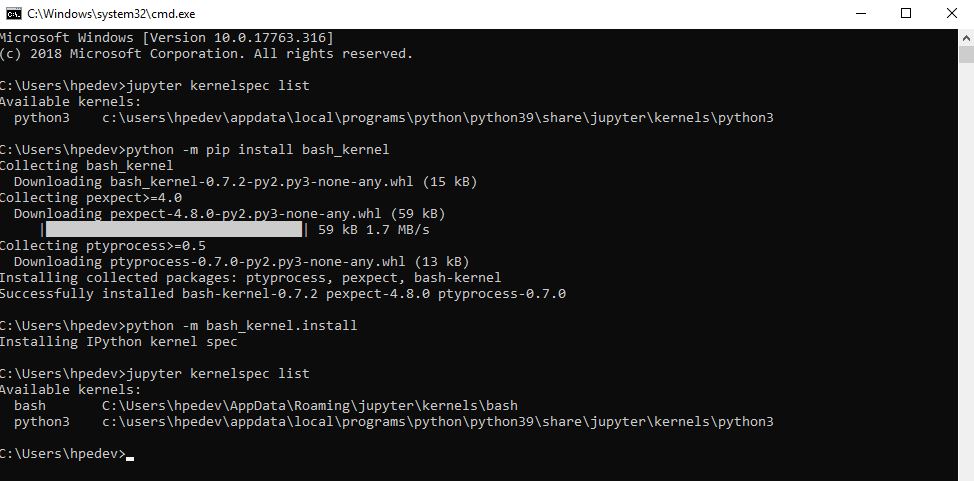 C:\Windows\system32\cmd.exe
Microsoft Windows [Version 10.0.17763.316]
(c) 2018 Microsoft Corporation. All rights reserved.
C:\Users\hpedev>jupyter kernelspec list
Available kernels:
  python3    c:\users\hpedev\appdata\local\programs\python\python39\share\jupyter\kernels\python3
C:\Users\hpedev>python -m pip install bash_kernel
Collecting bash_kernel
  Downloading bash_kernel-0.7.2-py2.py3-none-any.whl (15 kB)
Collecting pexpect>=4.0
  Downloading pexpect-4.8.0-py2.py3-none-any.whl (59 kB)
     |████████████████████████████████| 59 kB 1.7 MB/s
Collecting ptyprocess>=0.5
  Downloading ptyprocess-0.7.0-py2.py3-none-any.whl (13 kB)
Installing collected packages: ptyprocess, pexpect, bash-kernel
Successfully installed bash-kernel-0.7.2 pexpect-4.8.0 ptyprocess-0.7.0
C:\Users\hpedev>python -m bash_kernel.install
Installing IPython kernel spec
C:\Users\hpedev>jupyter kernelspec list
Available kernels:
  bash       C:\Users\hpedev\AppData\Roaming\jupyter\kernels\bash
  python3    c:\users\hpedev\appdata\local\programs\python\python39\share\jupyter\kernels\python3
C:\Users\hpedev>